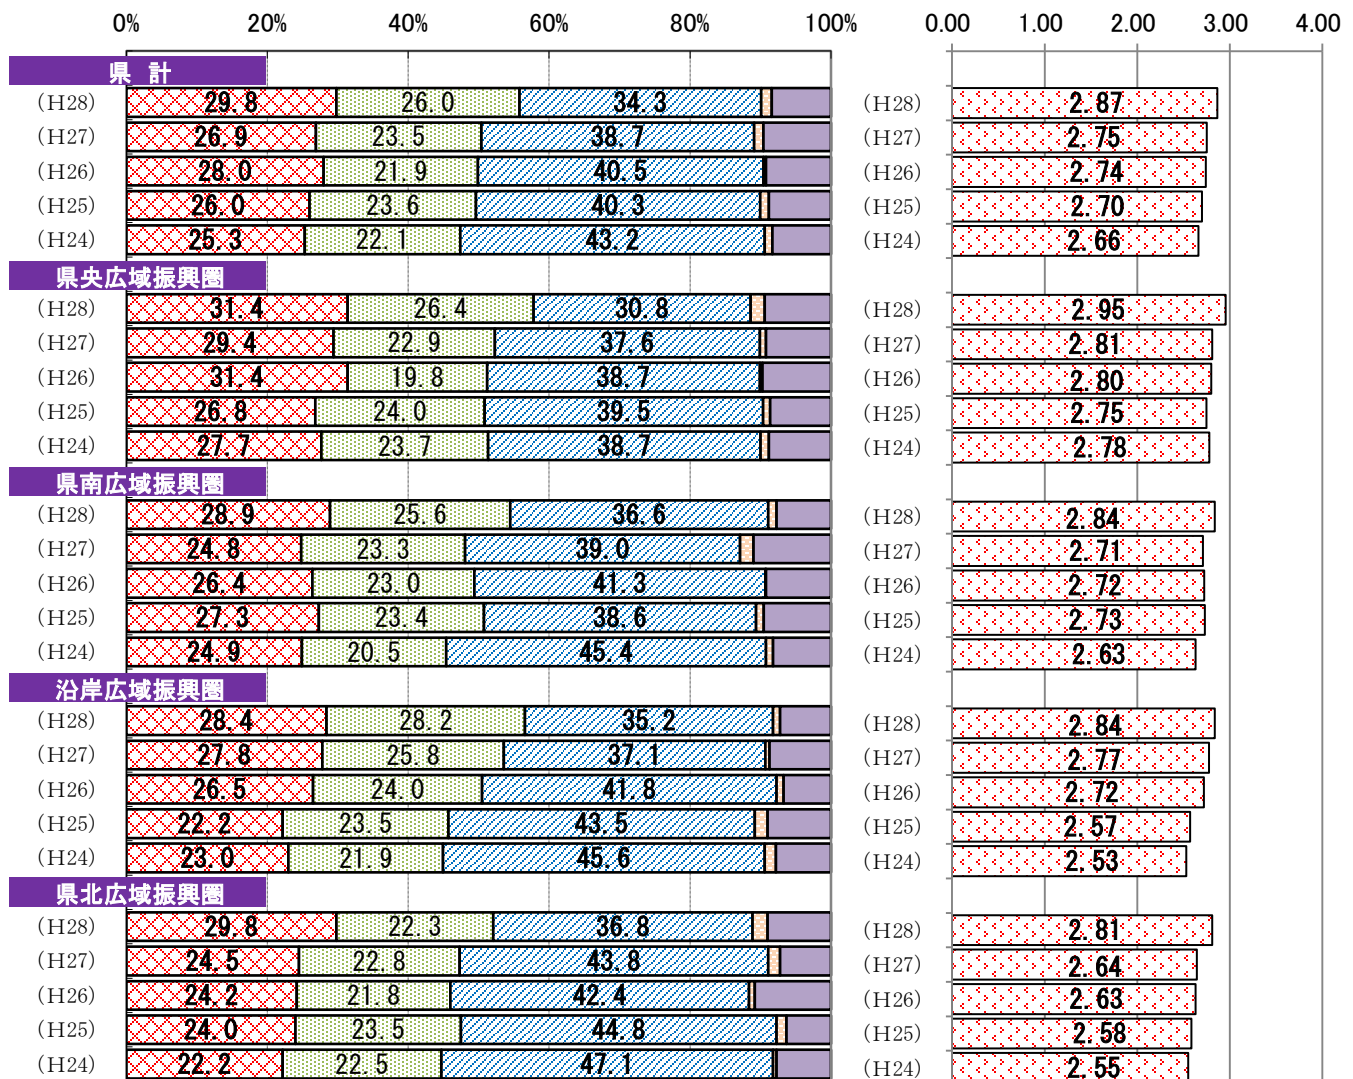 0% 20% 40% 60% 80% 100% 0.00 1.00 2.00 3.00 4.00
県 計
(H28) 29.8 26.0 34.3 (H28) 2.87
(H27) 26.9 23.5 38.7 (H27) 2.75
(H26) 28.0 21.9 40.5 (H26) 2.74
(H25) 26.0 23.6 40.3 (H25) 2.70
(H24) 25.3 22.1 43.2 (H24) 2.66
県央広域振興圏
(H28) 31.4 26.4 30.8 (H28) 2.95
(H27) 29.4 22.9 37.6 (H27) 2.81
(H26) 31.4 19.8 38.7 (H26) 2.80
(H25) 26.8 24.0 39.5 (H25) 2.75
(H24) 27.7 23.7 38.7 (H24) 2.78
県南広域振興圏
(H28) 28.9 25.6 36.6 (H28) 2.84
(H27) 24.8 23.3 39.0 (H27) 2.71
(H26) 26.4 23.0 41.3 (H26) 2.72
(H25) 27.3 23.4 38.6 (H25) 2.73
(H24) 24.9 20.5 45.4 (H24) 2.63
沿岸広域振興圏
(H28) 28.4 28.2 35.2 (H28) 2.84
(H27) 27.8 25.8 37.1 (H27) 2.77
(H26) 26.5 24.0 41.8 (H26) 2.72
(H25) 22.2 23.5 43.5 (H25) 2.57
(H24) 23.0 21.9 45.6 (H24) 2.53
県北広域振興圏
(H28) 29.8 22.3 36.8 (H28) 2.81
(H27) 24.5 22.8 43.8 (H27) 2.64
(H26) 24.2 21.8 42.4 (H26) 2.63
(H25) 24.0 23.5 44.8 (H25) 2.58
(H24) 22.2 22.5 47.1 (H24) 2.55